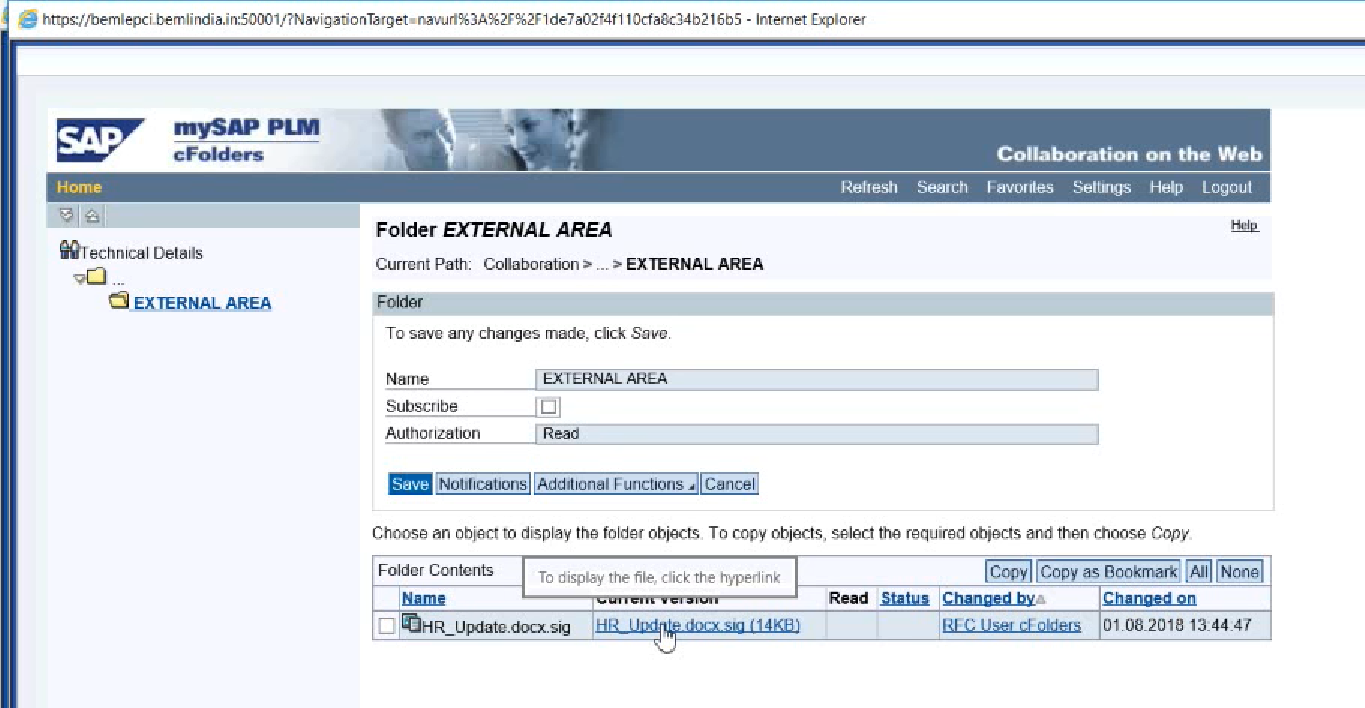 https://bemlepci.bemlindia.in:50001/?NavigationTarget=navurl%3A%2F%2F1de7a02f4f110cfa8c34b216b5 - Internet Explorer
SAP
mySAP PLM
cFolders
Collaboration on the Web
Home Refresh Search Favorites Settings Help Logout
Technical Details
...
EXTERNAL AREA
Folder EXTERNAL AREA Help
Current Path: Collaboration > ... > EXTERNAL AREA
Folder
To save any changes made, click Save.
Name EXTERNAL AREA
Subscribe
Authorization Read
Save Notifications Additional Functions Cancel
Choose an object to display the folder objects. To copy objects, select the required objects and then choose Copy.
Folder Contents To display the file, click the hyperlink Copy Copy as Bookmark All None
Name Current Version Read Status Changed by Changed on
HR_Update.docx.sig HR_Update.docx.sig (14KB) RFC User cFolders 01.08.2018 13:44:47